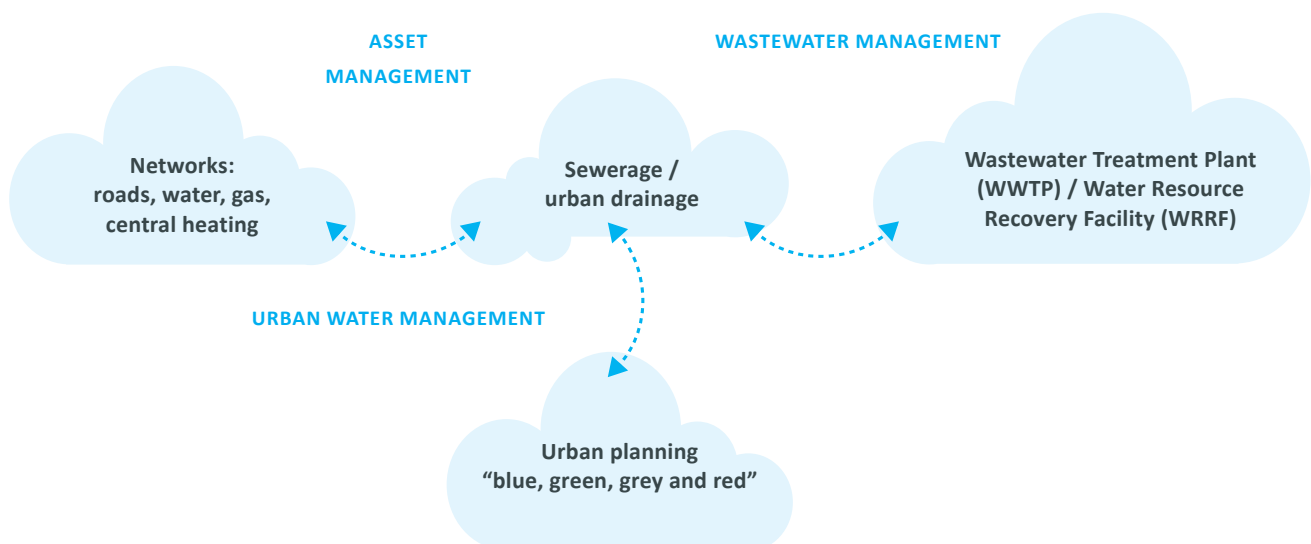 ASSET
MANAGEMENT
WASTEWATER MANAGEMENT
Networks:
roads, water, gas,
central heating
Sewerage /
urban drainage
Wastewater Treatment Plant
(WWTP) / Water Resource
Recovery Facility (WRRF)
URBAN WATER MANAGEMENT
Urban planning
“blue, green, grey and red”